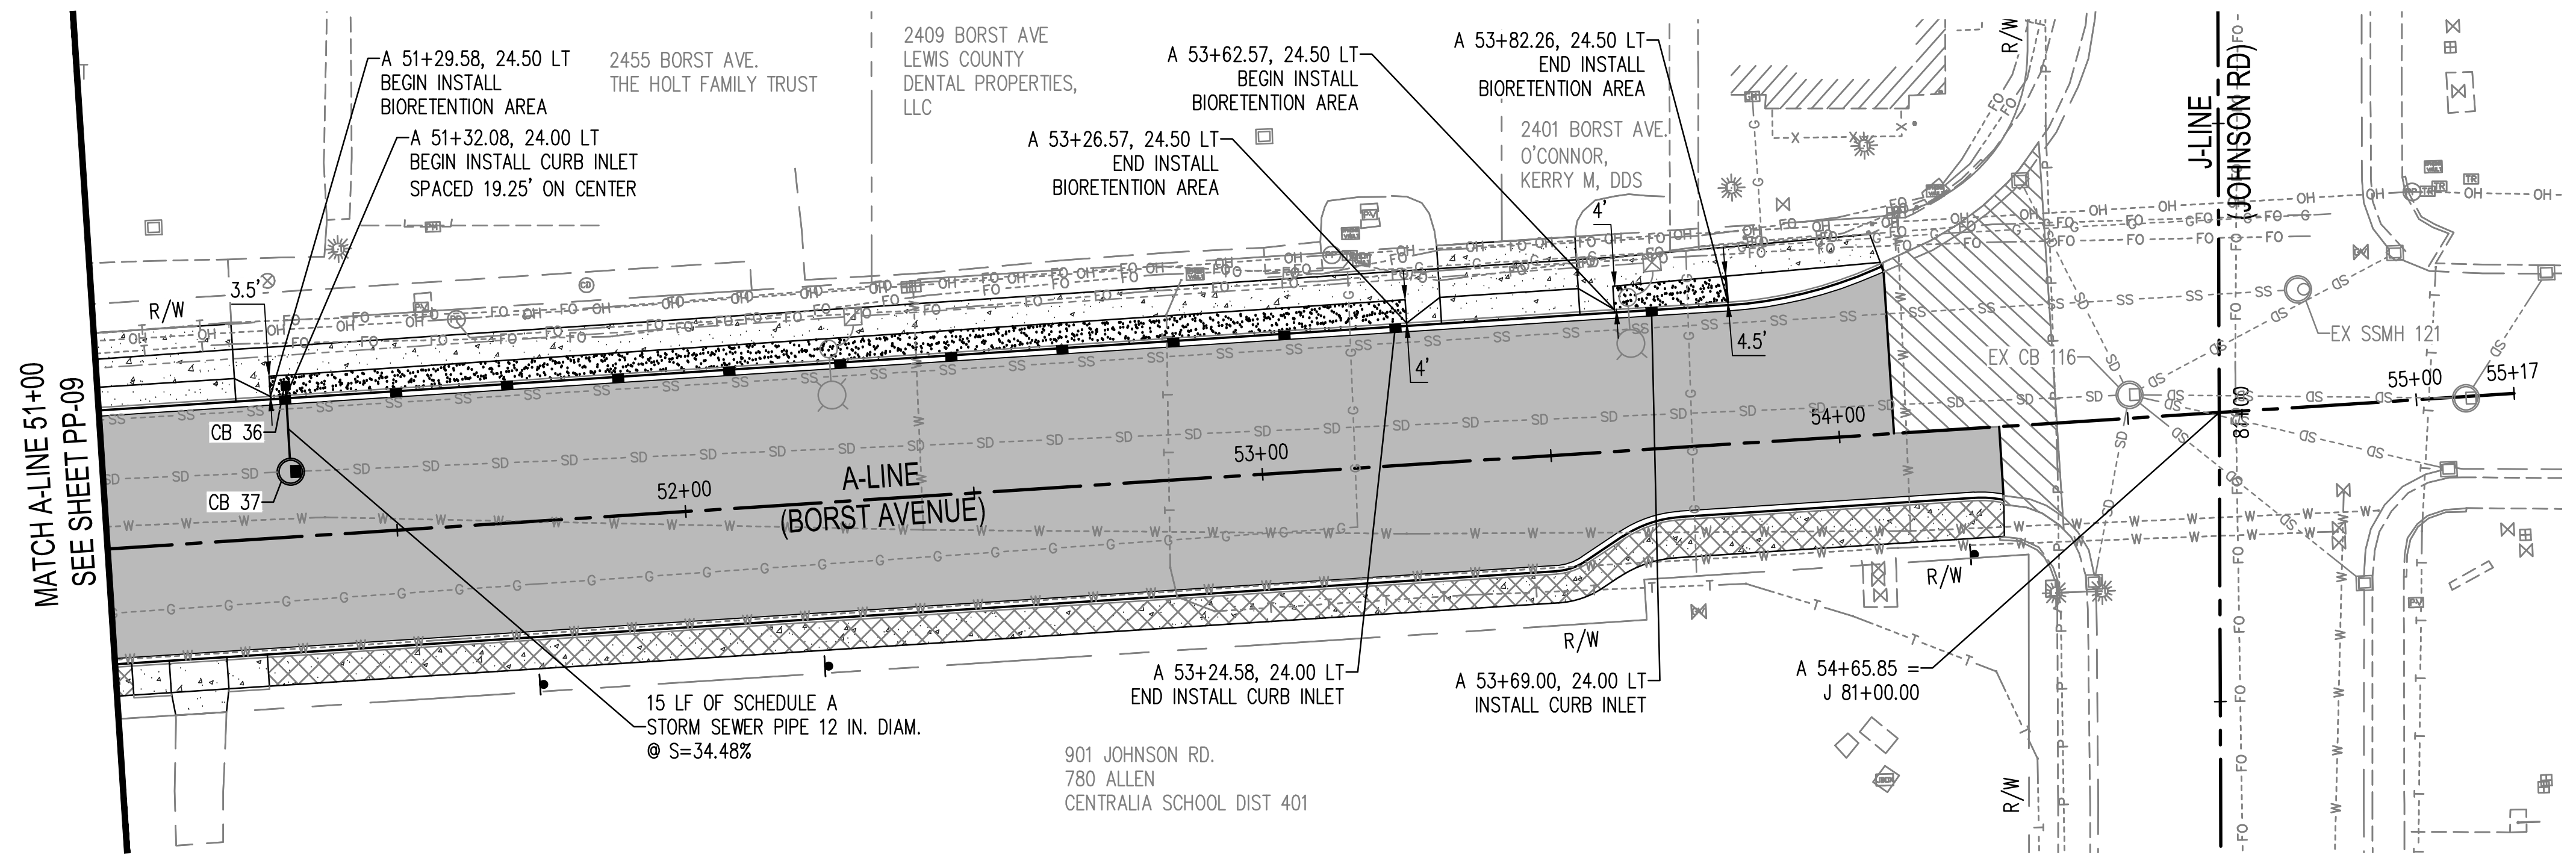 A 51+29.58, 24.50 LT
BEGIN INSTALL
BIORETENTION AREA
A 51+32.08, 24.00 LT
BEGIN INSTALL CURB INLET
SPACED 19.25' ON CENTER
2455 BORST AVE.
THE HOLT FAMILY TRUST
2409 BORST AVE
LEWIS COUNTY
DENTAL PROPERTIES,
LLC
A 53+26.57, 24.50 LT
END INSTALL
BIORETENTION AREA
A 53+62.57, 24.50 LT
BEGIN INSTALL
BIORETENTION AREA
A 53+82.26, 24.50 LT
END INSTALL
BIORETENTION AREA
2401 BORST AVE.
O'CONNOR,
KERRY M, DDS
R/W
J-LINE
(JOHNSON RD)
4'
3.5'
R/W
4'
4.5'
MATCH A-LINE 51+00
SEE SHEET PP-09
CB 36
CB 37
52+00
A-LINE
(BORST AVENUE)
53+00
54+00
EX CB 116
EX SSMH 121
81+00
55+00
55+17
R/W
R/W
15 LF OF SCHEDULE A
STORM SEWER PIPE 12 IN. DIAM.
@ S=34.48%
A 53+24.58, 24.00 LT
END INSTALL CURB INLET
A 53+69.00, 24.00 LT
INSTALL CURB INLET
A 54+65.85 =
J 81+00.00
901 JOHNSON RD.
780 ALLEN
CENTRALIA SCHOOL DIST 401
R/W